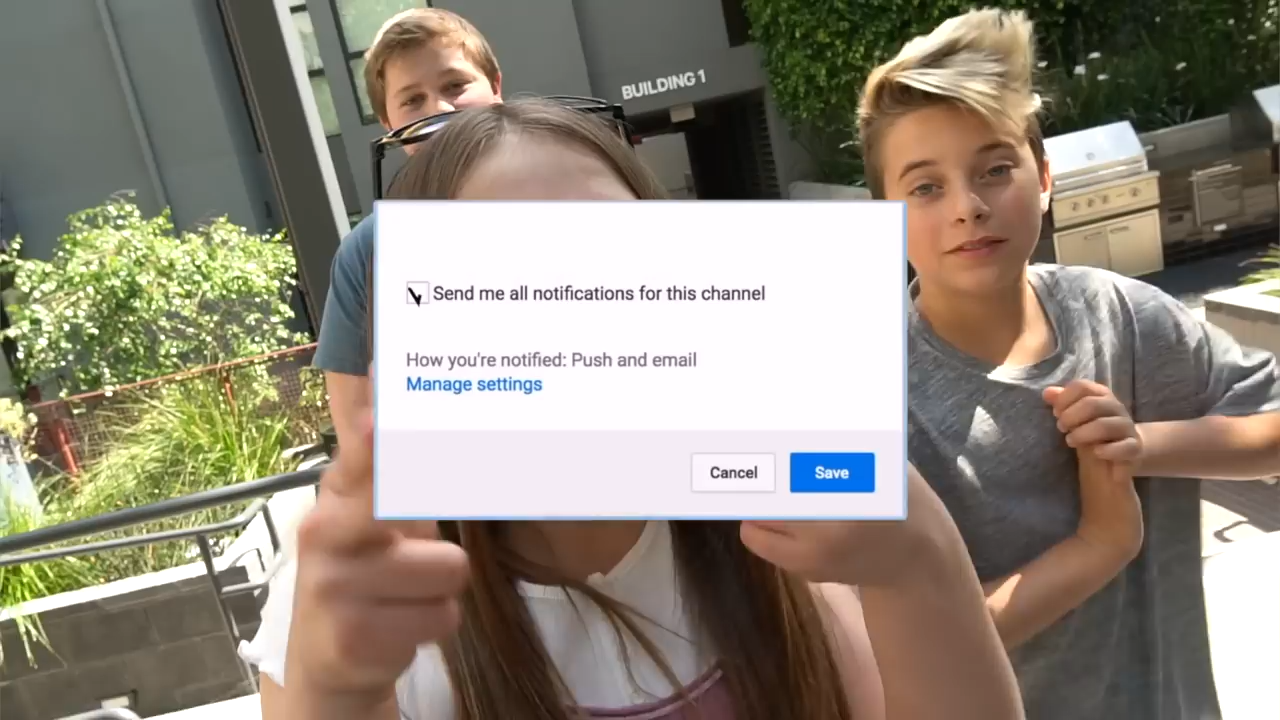 BUILDING 1
Send me all notifications for this channel
How you're notified: Push and email
Manage settings
Cancel
Save